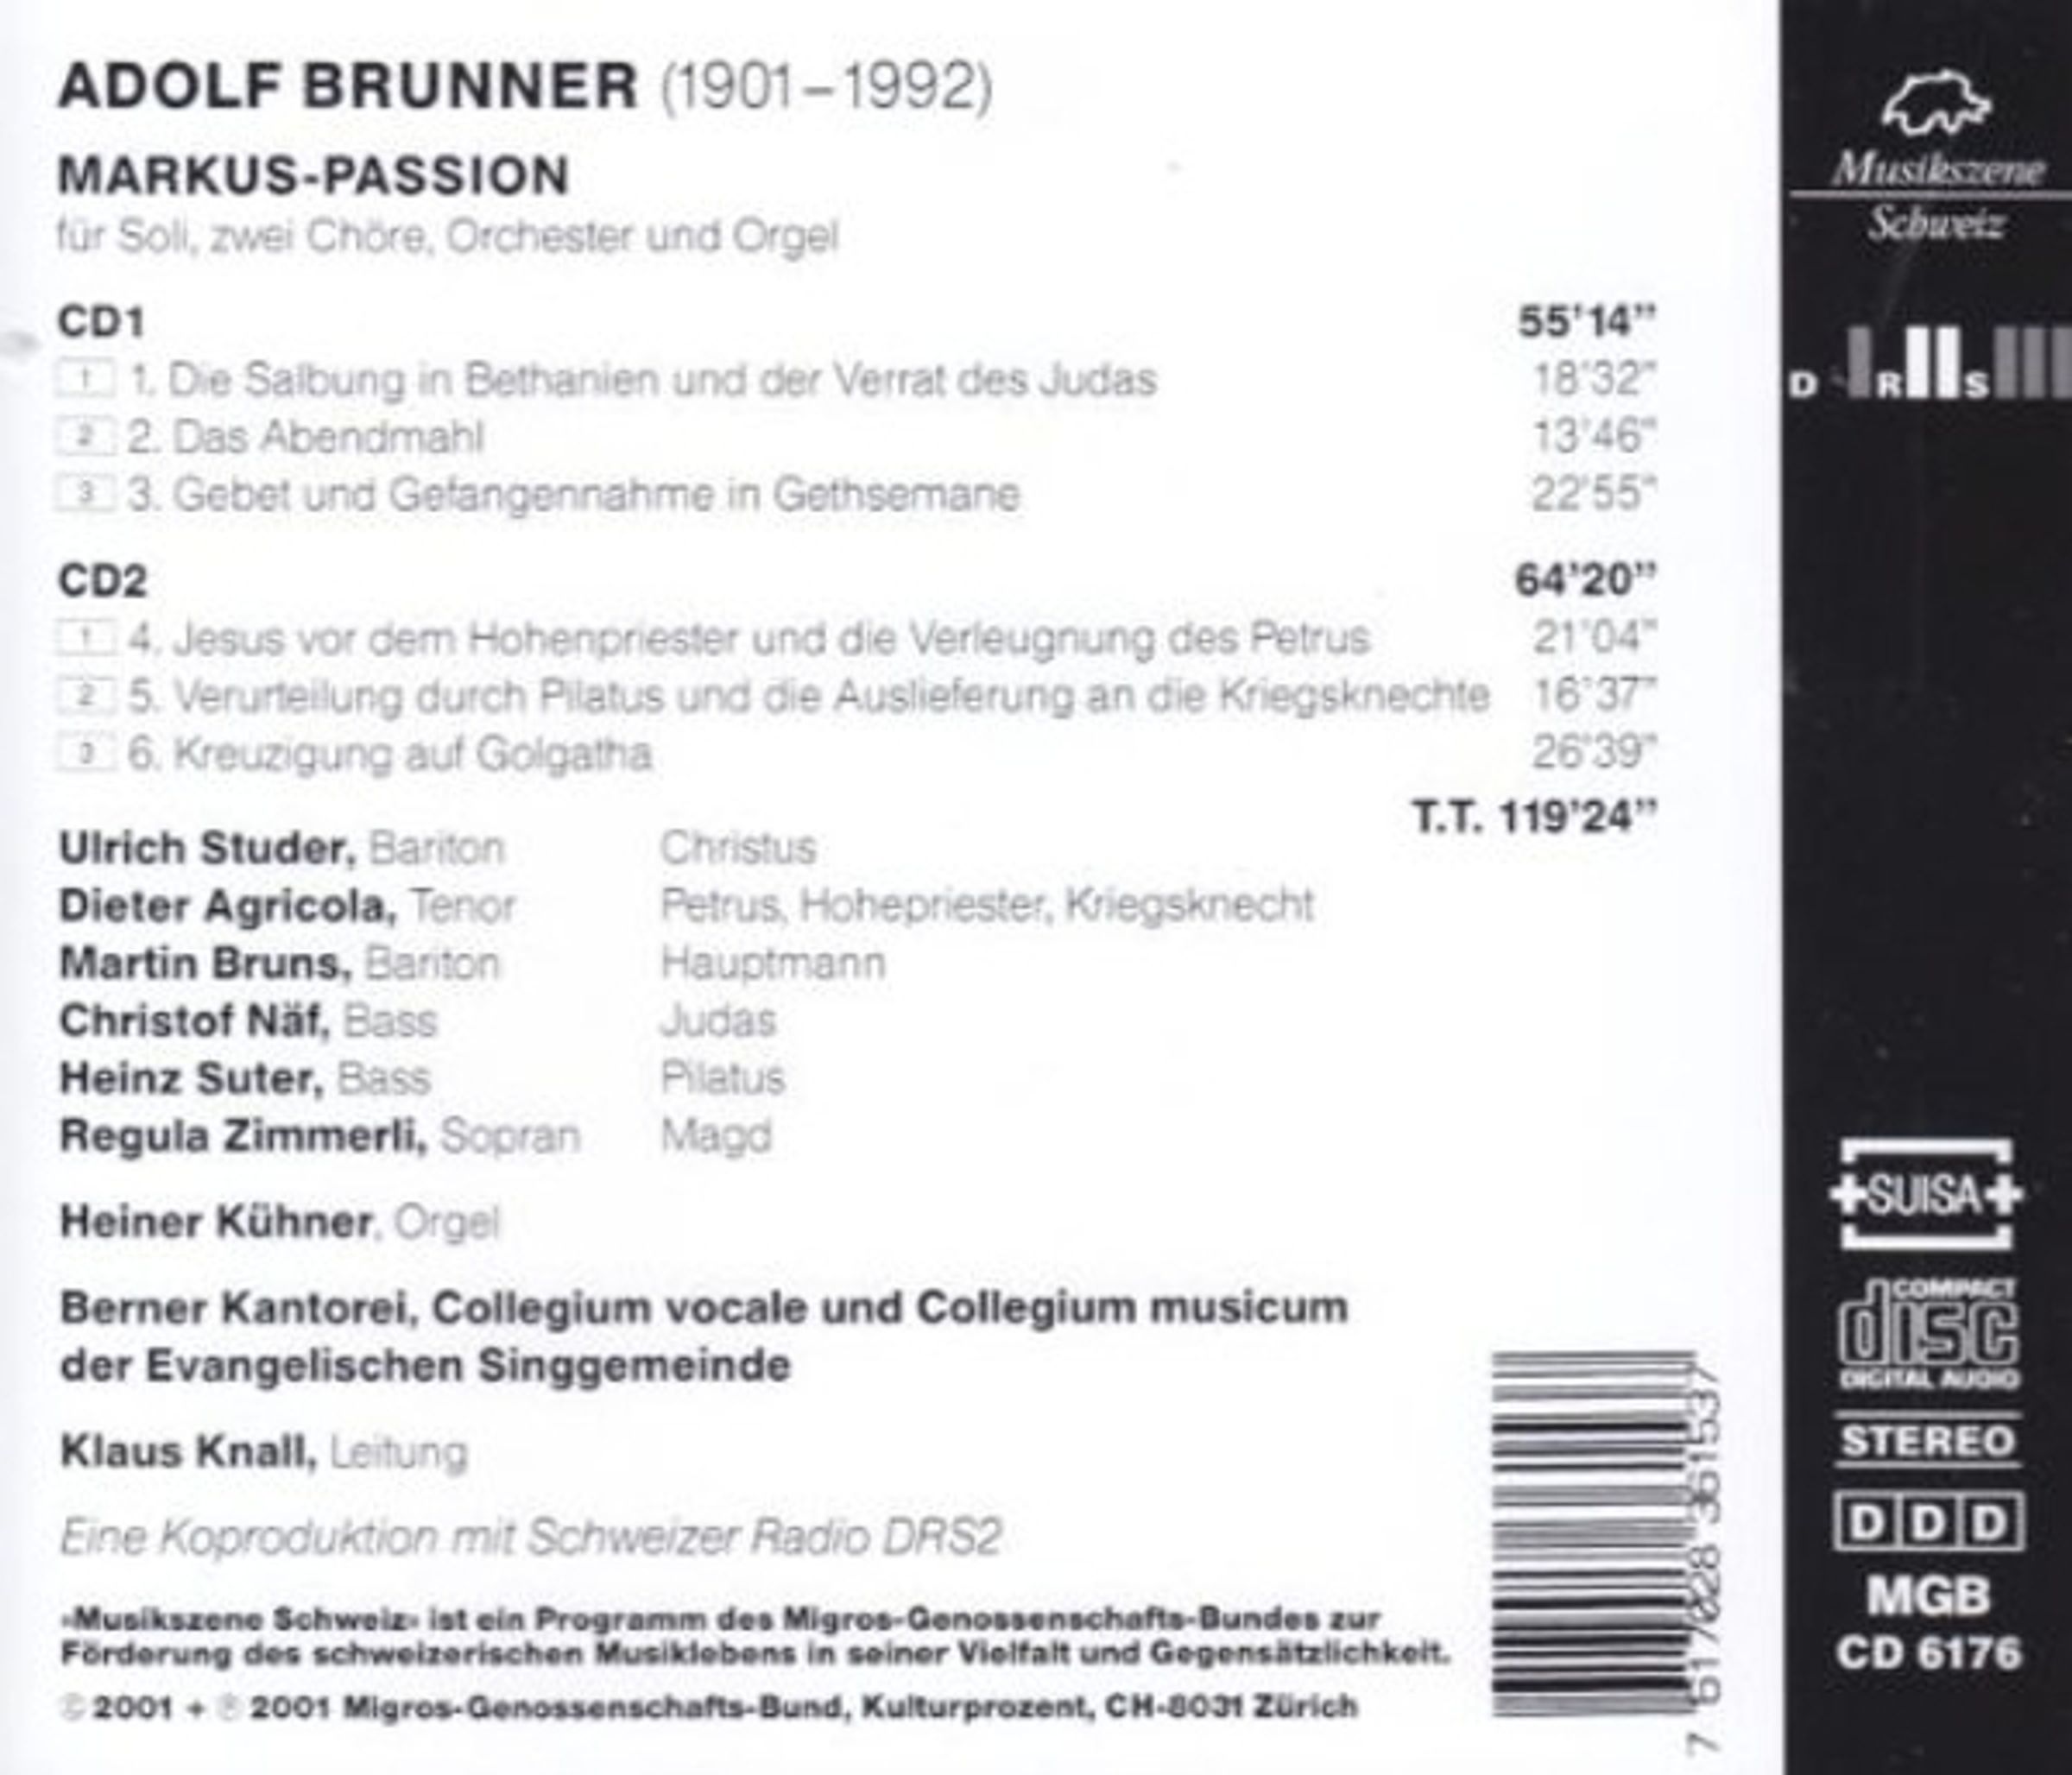 ADOLF BRUNNER (1901–1992)
MARKUS-PASSION
für Soli, zwei Chöre, Orchester und Orgel
CD1 55'14”
1 1. Die Salbung in Bethanien und der Verrat des Judas 18'32”
2 2. Das Abendmahl 13'46”
3 3. Gebet und Gefangennahme in Gethsemane 22'55”
CD2 64'20”
1 4. Jesus vor dem Hohenpriester und die Verleugnung des Petrus 21'04”
2 5. Verurteilung durch Pilatus und die Auslieferung an die Kriegsknechte 16'37”
3 6. Kreuzigung auf Golgatha 26'39”
T.T. 119'24”
Ulrich Studer, Bariton Christus
Dieter Agricola, Tenor Petrus, Hohepriester, Kriegsknecht
Martin Bruns, Bariton Hauptmann
Christof Näf, Bass Judas
Heinz Suter, Bass Pilatus
Regula Zimmerli, Sopran Magd
Heiner Kühner, Orgel
Berner Kantorei, Collegium vocale und Collegium musicum
der Evangelischen Singgemeinde
Klaus Knall, Leitung
Eine Koproduktion mit Schweizer Radio DRS2
«Musikszene Schweiz» ist ein Programm des Migros-Genossenschafts-Bundes zur
Förderung des schweizerischen Musiklebens in seiner Vielfalt und Gegensätzlichkeit.
© 2001 + ℗ 2001 Migros-Genossenschafts-Bund, Kulturprozent, CH-8031 Zürich
7 617028 361537
Musikszene
Schweiz
D R S
SUISA
COMPACT
disc
DIGITAL AUDIO
STEREO
DDD
MGB
CD 6176